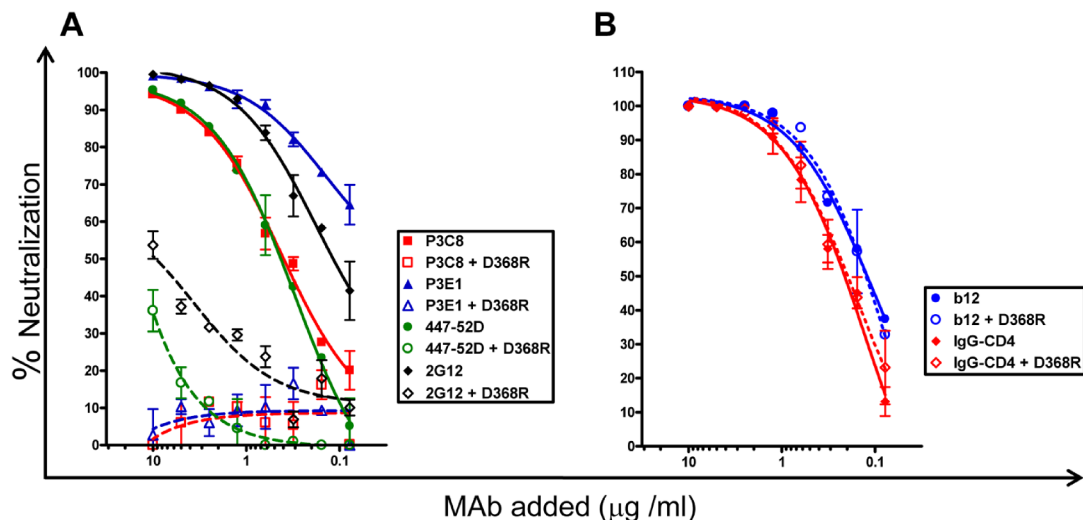 A
B
100
90
80
70
60
50
40
30
20
10
0
10
1
0.1
P3C8
P3C8 + D368R
P3E1
P3E1 + D368R
447-52D
447-52D + D368R
2G12
2G12 + D368R
110
100
90
80
70
60
50
40
30
20
10
0
10
1
0.1
b12
b12 + D368R
IgG-CD4
IgG-CD4 + D368R
% Neutralization
MAb added (μg /ml)